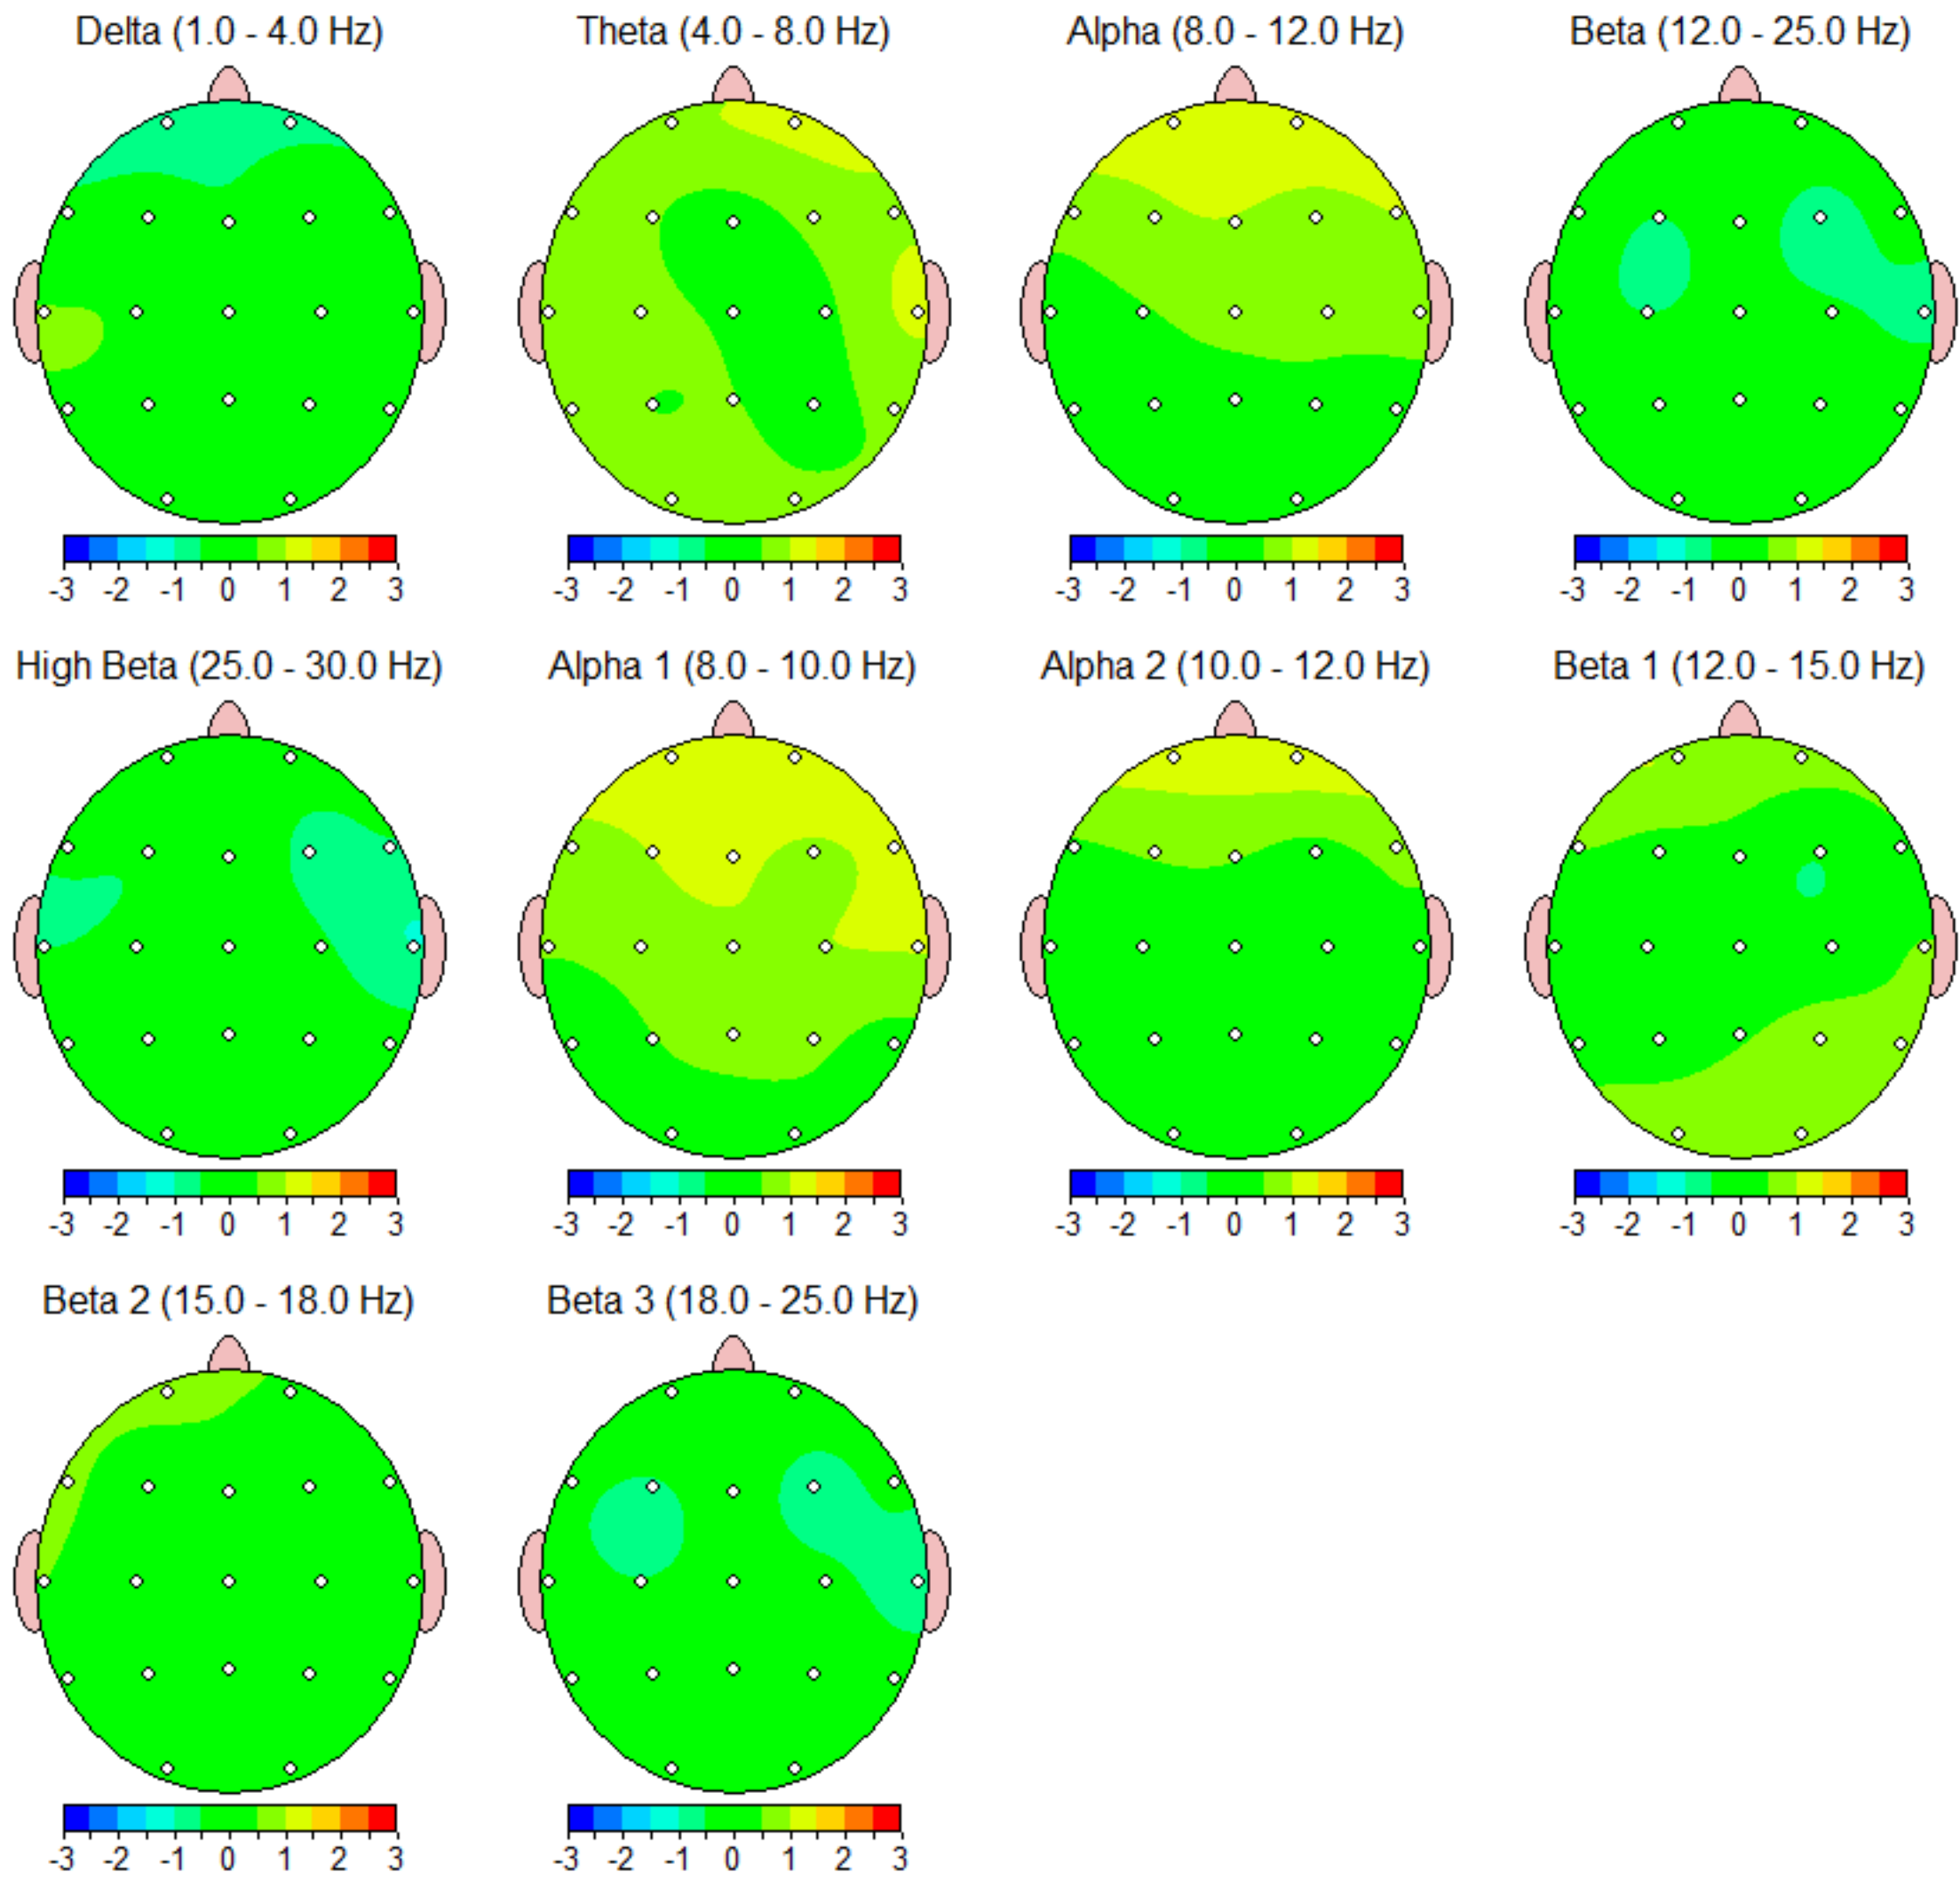 Delta (1.0 - 4.0 Hz)
Theta (4.0 - 8.0 Hz)
Alpha (8.0 - 12.0 Hz)
Beta (12.0 - 25.0 Hz)
-3 -2 -1 0 1 2 3
-3 -2 -1 0 1 2 3
-3 -2 -1 0 1 2 3
-3 -2 -1 0 1 2 3
High Beta (25.0 - 30.0 Hz)
Alpha 1 (8.0 - 10.0 Hz)
Alpha 2 (10.0 - 12.0 Hz)
Beta 1 (12.0 - 15.0 Hz)
-3 -2 -1 0 1 2 3
-3 -2 -1 0 1 2 3
-3 -2 -1 0 1 2 3
-3 -2 -1 0 1 2 3
Beta 2 (15.0 - 18.0 Hz)
Beta 3 (18.0 - 25.0 Hz)
-3 -2 -1 0 1 2 3
-3 -2 -1 0 1 2 3